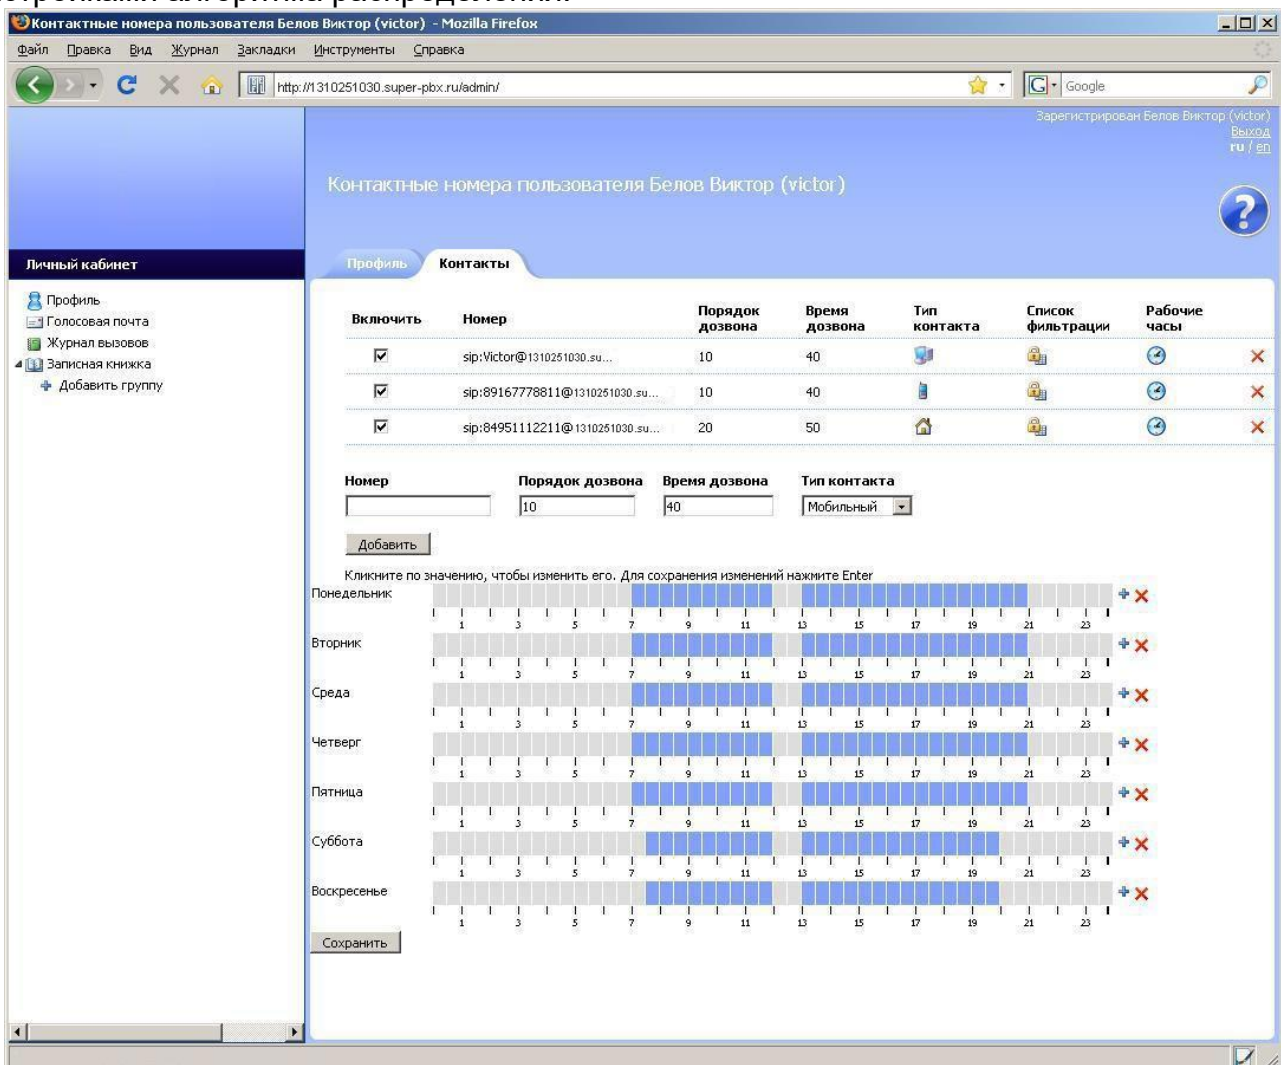 стройками алгоритма распределения.
Контактные номера пользователя Белов Виктор (victor) - Mozilla Firefox
Файл Правка Вид Журнал Закладки Инструменты Справка
http://1310251030.super-pbx.ru/admin/ Google
Зарегистрирован Белов Виктор (victor)
Выход
ru / en
Контактные номера пользователя Белов Виктор (victor)
Личный кабинет
Профиль Контакты
Профиль
Голосовая почта
Журнал вызовов
Записная книжка
Добавить группу
Включить Номер Порядок дозвона Время дозвона Тип контакта Список фильтрации Рабочие часы
sip:Victor@1310251030.su... 10 40
sip:89167778811@1310251030.su... 10 40
sip:84951112211@1310251030.su... 20 50
Номер Порядок дозвона Время дозвона Тип контакта
10 40 Мобильный
Добавить
Кликните по значению, чтобы изменить его. Для сохранения изменений нажмите Enter
Понедельник
1 3 5 7 9 11 13 15 17 19 21 23
Вторник
1 3 5 7 9 11 13 15 17 19 21 23
Среда
1 3 5 7 9 11 13 15 17 19 21 23
Четверг
1 3 5 7 9 11 13 15 17 19 21 23
Пятница
1 3 5 7 9 11 13 15 17 19 21 23
Суббота
1 3 5 7 9 11 13 15 17 19 21 23
Воскресенье
1 3 5 7 9 11 13 15 17 19 21 23
Сохранить